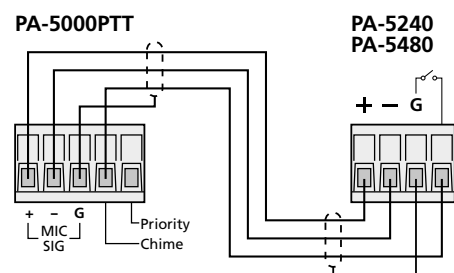 PA-5000PTT
PA-5240
PA-5480
+ − G
+ − G
MIC
SIG
Priority
Chime